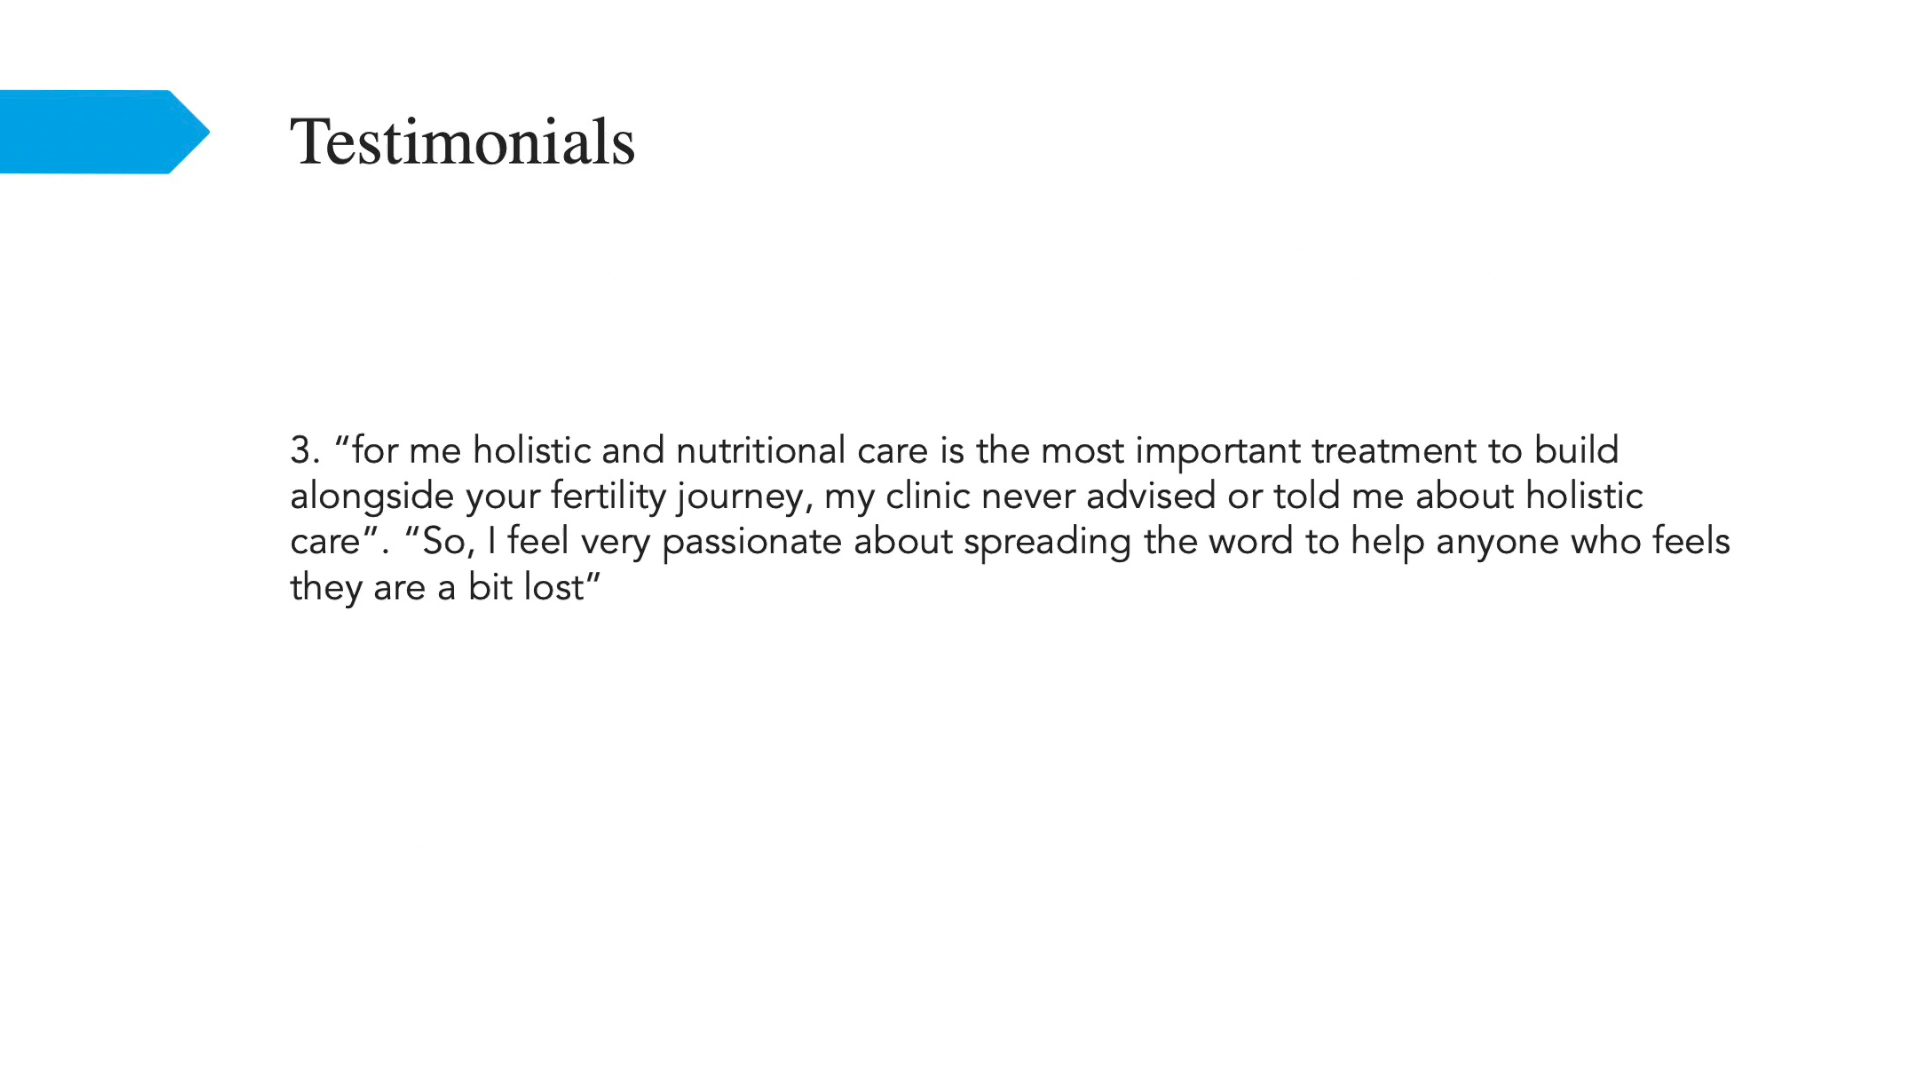 Testimonials
3. “for me holistic and nutritional care is the most important treatment to build
alongside your fertility journey, my clinic never advised or told me about holistic
care”. “So, I feel very passionate about spreading the word to help anyone who feels
they are a bit lost”